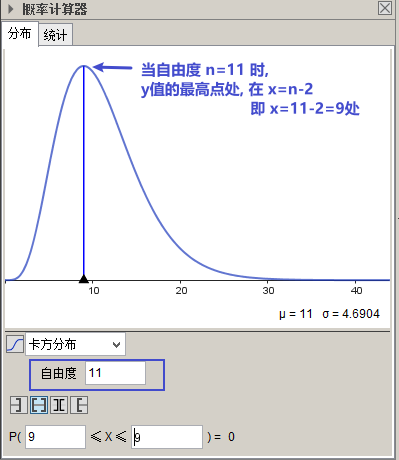 概率计算器
分布 统计
当自由度 n=11 时,
y值的最高点处, 在 x=n-2
即 x=11-2=9处
10 20 30 40
μ = 11 σ = 4.6904
卡方分布
自由度 11
P( 9 ≤ X ≤ 9 ) = 0